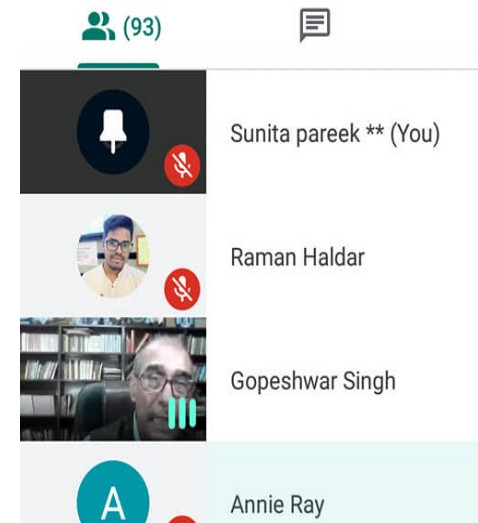 (93)
Sunita pareek ** (You)
Raman Haldar
Gopeshwar Singh
A
Annie Ray